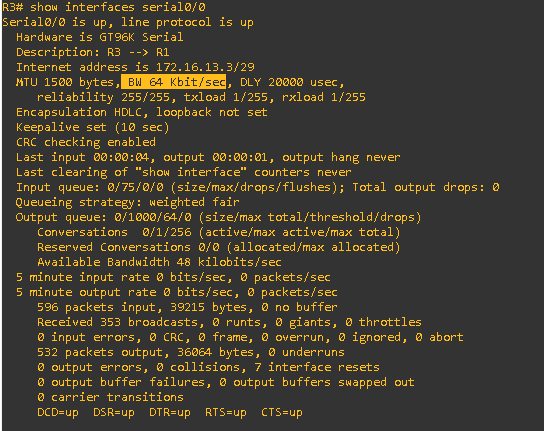 R3# show interfaces serial0/0
Serial0/0 is up, line protocol is up
Hardware is GT96K Serial
Description: R3 --> R1
Internet address is 172.16.13.3/29
MTU 1500 bytes, BW 64 Kbit/sec, DLY 20000 usec,
reliability 255/255, txload 1/255, rxload 1/255
Encapsulation HDLC, loopback not set
Keepalive set (10 sec)
CRC checking enabled
Last input 00:00:04, output 00:00:01, output hang never
Last clearing of "show interface" counters never
Input queue: 0/75/0/0 (size/max/drops/flushes); Total output drops: 0
Queueing strategy: weighted fair
Output queue: 0/1000/64/0 (size/max total/threshold/drops)
Conversations 0/1/256 (active/max active/max total)
Reserved Conversations 0/0 (allocated/max allocated)
Available Bandwidth 48 kilobits/sec
5 minute input rate 0 bits/sec, 0 packets/sec
5 minute output rate 0 bits/sec, 0 packets/sec
596 packets input, 39215 bytes, 0 no buffer
Received 353 broadcasts, 0 runts, 0 giants, 0 throttles
0 input errors, 0 CRC, 0 frame, 0 overrun, 0 ignored, 0 abort
532 packets output, 36064 bytes, 0 underruns
0 output errors, 0 collisions, 7 interface resets
0 output buffer failures, 0 output buffers swapped out
0 carrier transitions
DCD=up DSR=up DTR=up RTS=up CTS=up